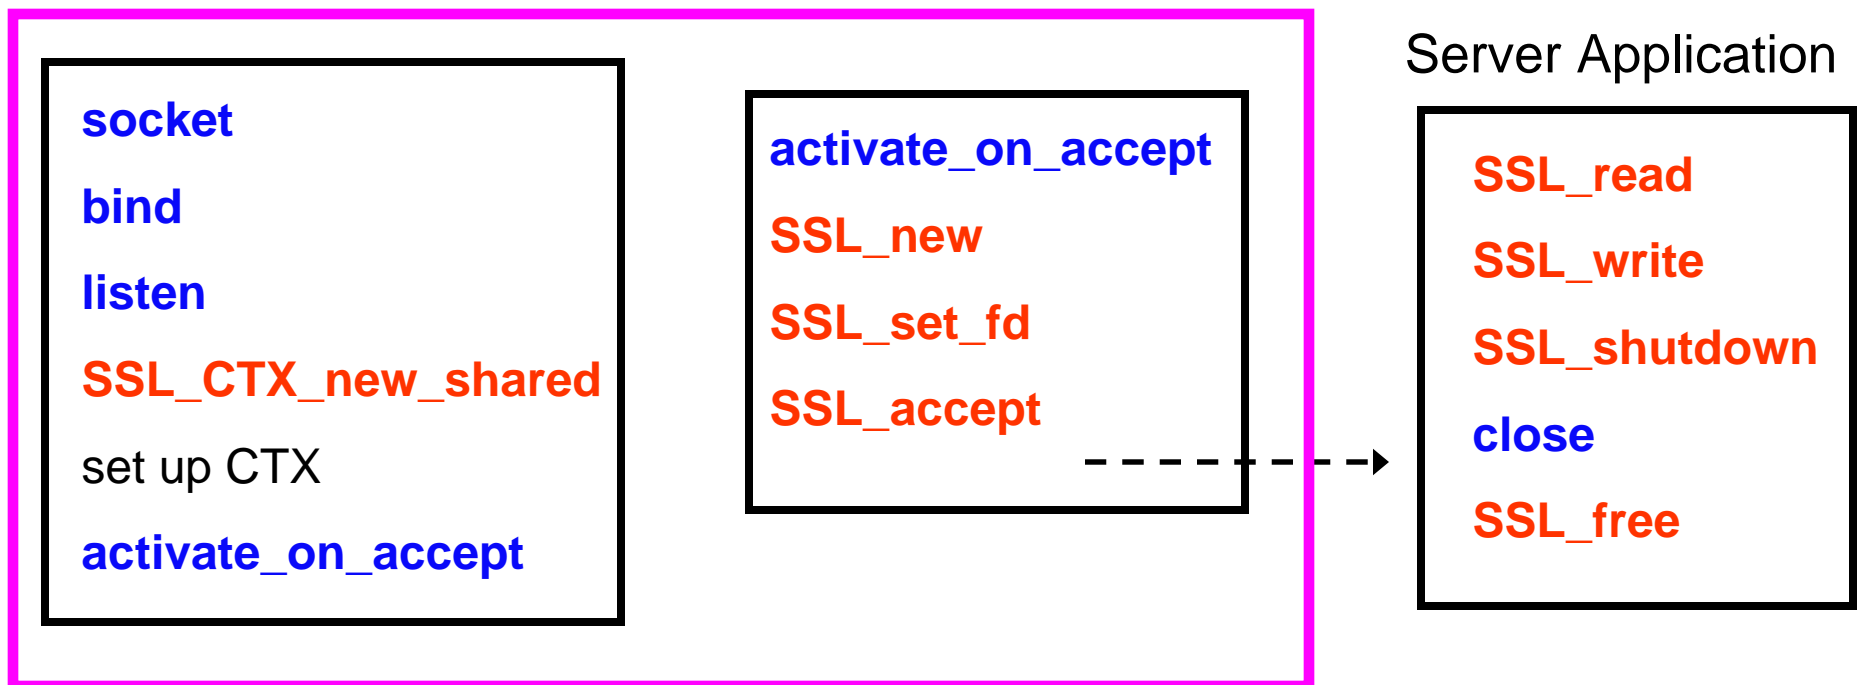 socket
bind
listen
SSL_CTX_new_shared
set up CTX
activate_on_accept
activate_on_accept
SSL_new
SSL_set_fd
SSL_accept
Server Application
SSL_read
SSL_write
SSL_shutdown
close
SSL_free